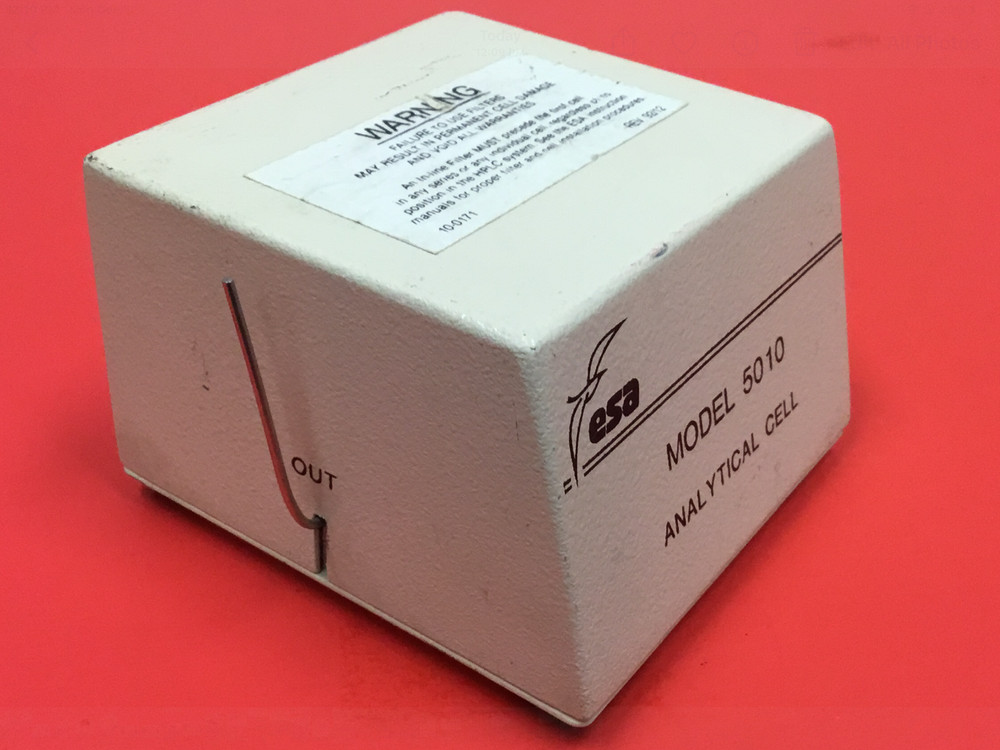 WARNING
FAILURE TO USE FILTERS
MAY RESULT IN PERMANENT CELL DAMAGE
AND VOID ALL WARRANTIES
An In-line Filter MUST precede the first cell
in any series or any individual cell regardless of its
position in the HPLC system. See the ESA instruction
manuals for proper filter and cell installation procedures.
10-0171
REV. 9012
OUT
esa
MODEL 5010
ANALYTICAL CELL